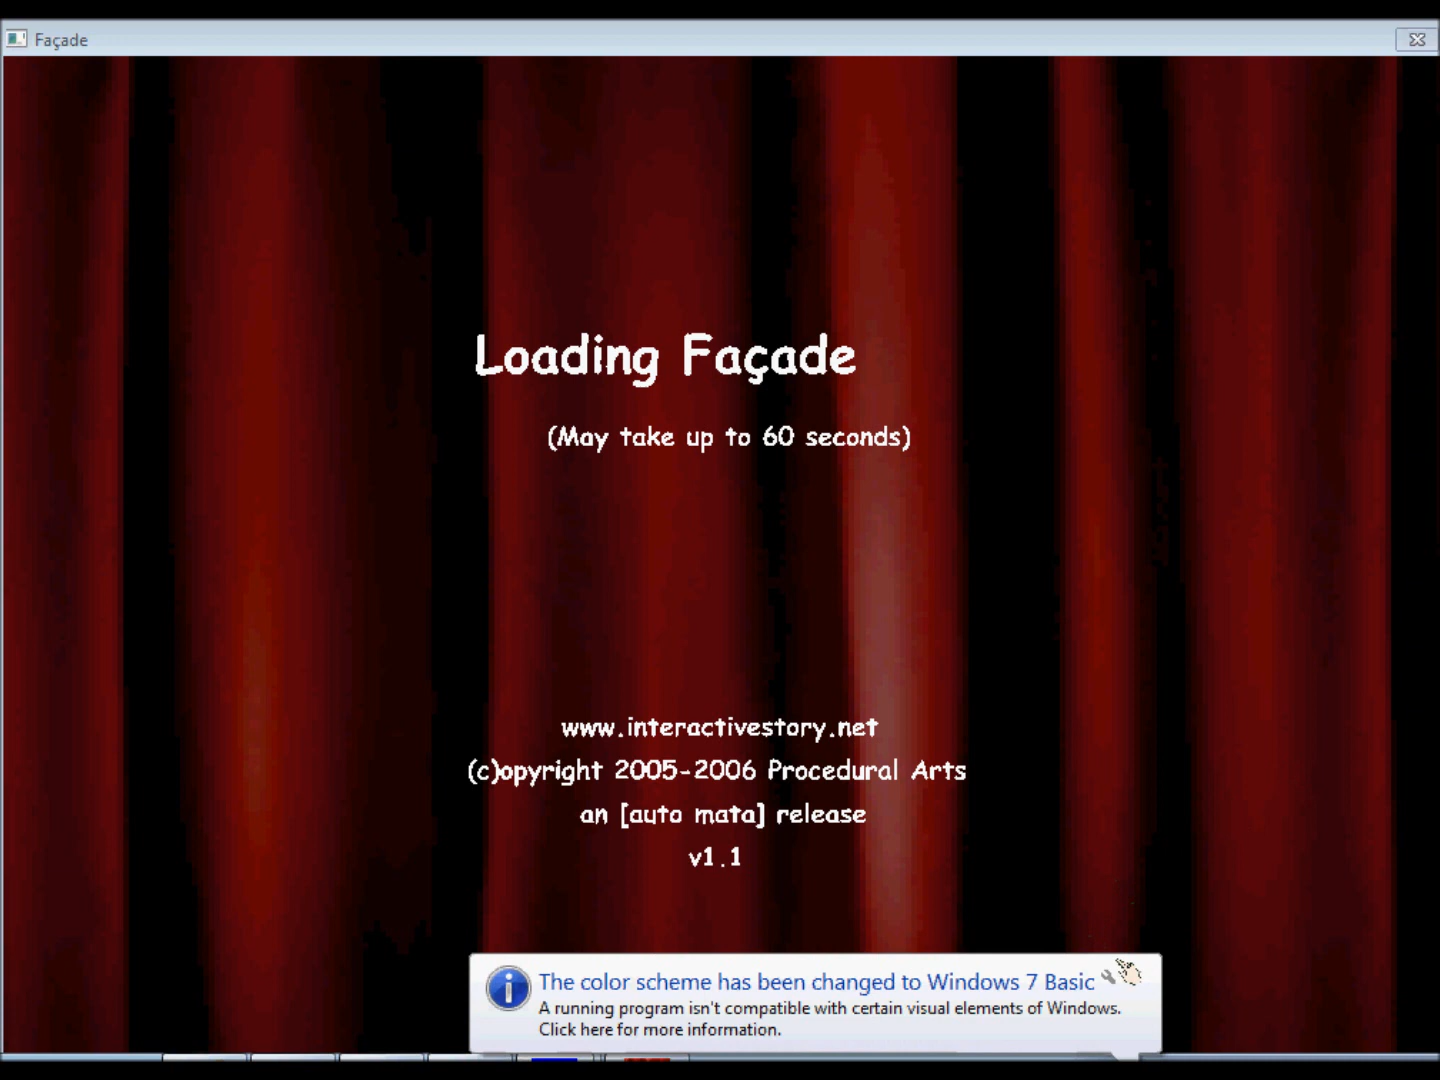 Façade
Loading Façade
(May take up to 60 seconds)
www.interactivestory.net
(c)opyright 2005-2006 Procedural Arts
an [auto mata] release
v1.1
The color scheme has been changed to Windows 7 Basic
A running program isn't compatible with certain visual elements of Windows.
Click here for more information.